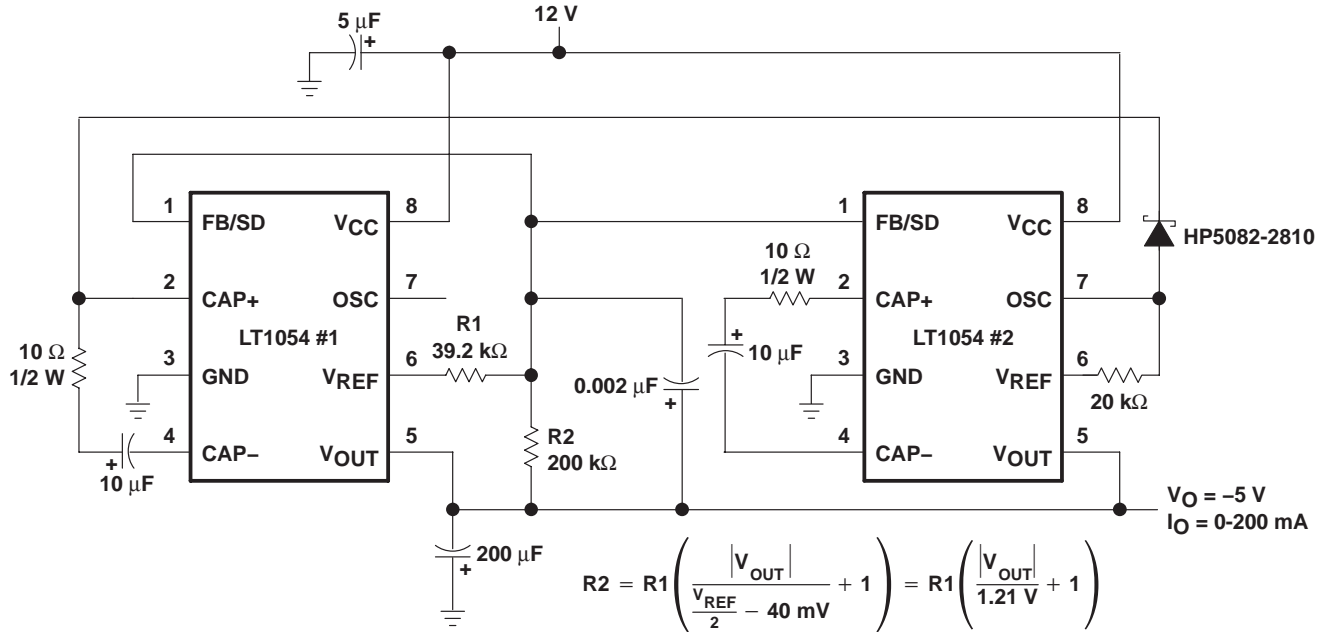 5 μF
+
12 V
1
FB/SD
VCC
8
2
CAP+
OSC
7
LT1054 #1
3
GND
VREF
6
4
CAP–
VOUT
5
10 Ω
1/2 W
+
10 μF
R1
39.2 kΩ
R2
200 kΩ
0.002 μF
+
200 μF
+
10 Ω
1/2 W
+
10 μF
1
FB/SD
VCC
8
2
CAP+
OSC
7
LT1054 #2
3
GND
VREF
6
4
CAP–
VOUT
5
HP5082-2810
20 kΩ
VO = –5 V
IO = 0-200 mA
R2 = R1(|VOUT| / (VREF/2 – 40 mV) + 1) = R1(|VOUT| / 1.21 V + 1)